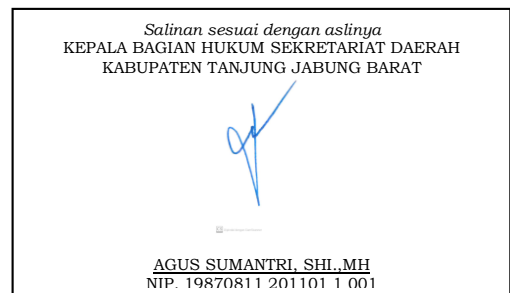 Salinan sesuai dengan aslinya
KEPALA BAGIAN HUKUM SEKRETARIAT DAERAH
KABUPATEN TANJUNG JABUNG BARAT
AGUS SUMANTRI, SHI.,MH
NIP. 19870811 201101 1 001